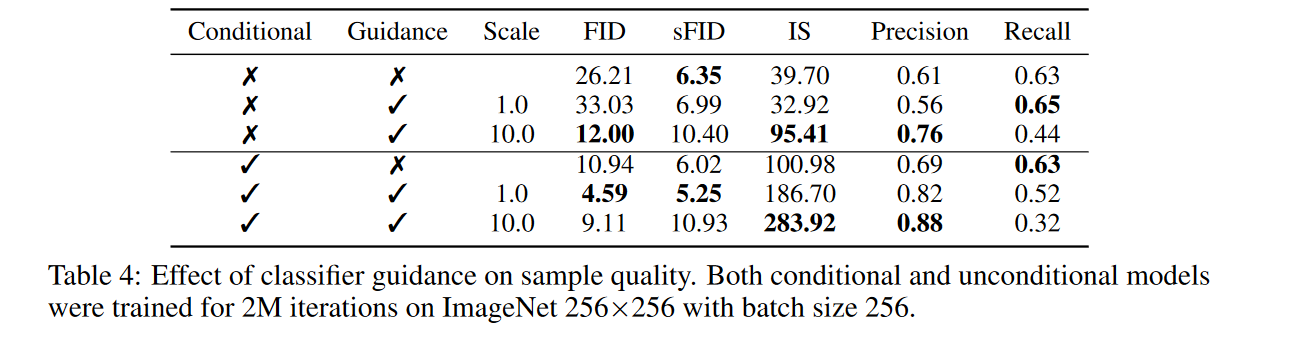 Conditional Guidance Scale FID sFID IS Precision Recall
✗ ✗ 26.21 6.35 39.70 0.61 0.63
✗ ✓ 1.0 33.03 6.99 32.92 0.56 0.65
✗ ✓ 10.0 12.00 10.40 95.41 0.76 0.44
✓ ✗ 10.94 6.02 100.98 0.69 0.63
✓ ✓ 1.0 4.59 5.25 186.70 0.82 0.52
✓ ✓ 10.0 9.11 10.93 283.92 0.88 0.32
Table 4: Effect of classifier guidance on sample quality. Both conditional and unconditional models
were trained for 2M iterations on ImageNet 256×256 with batch size 256.